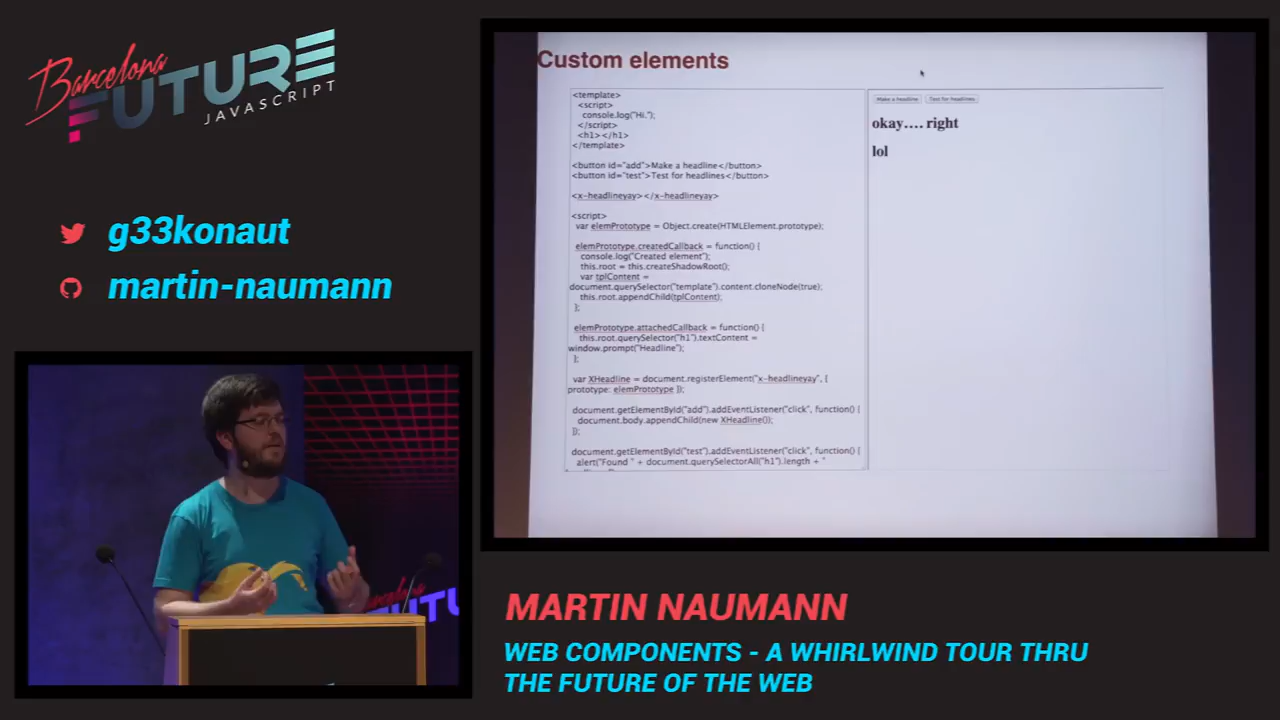 Barcelona
FUTURE
JAVASCRIPT
g33konaut
martin-naumann
Custom elements
<template>
<script>
console.log("Hi.");
</script>
<h1></h1>
</template>
<button id="add">Make a headline</button>
<button id="test">Test for headlines</button>
<x-headlineyay></x-headlineyay>
<script>
var elemPrototype = Object.create(HTMLElement.prototype);
elemPrototype.createdCallback = function() {
console.log("Created element");
this.root = this.createShadowRoot();
var tplContent =
document.querySelector("template").content.cloneNode(true);
this.root.appendChild(tplContent);
};
elemPrototype.attachedCallback = function() {
this.root.querySelector("h1").textContent =
window.prompt("Headline");
};
var XHeadline = document.registerElement("x-headlineyay", {
prototype: elemPrototype });
document.getElementById("add").addEventListener("click", function() {
document.body.appendChild(new XHeadline());
});
document.getElementById("test").addEventListener("click", function() {
alert("Found " + document.querySelectorAll("h1").length + "
Make a headline Test for headlines
okay.... right
lol
FUTU
MARTIN NAUMANN
WEB COMPONENTS - A WHIRLWIND TOUR THRU
THE FUTURE OF THE WEB